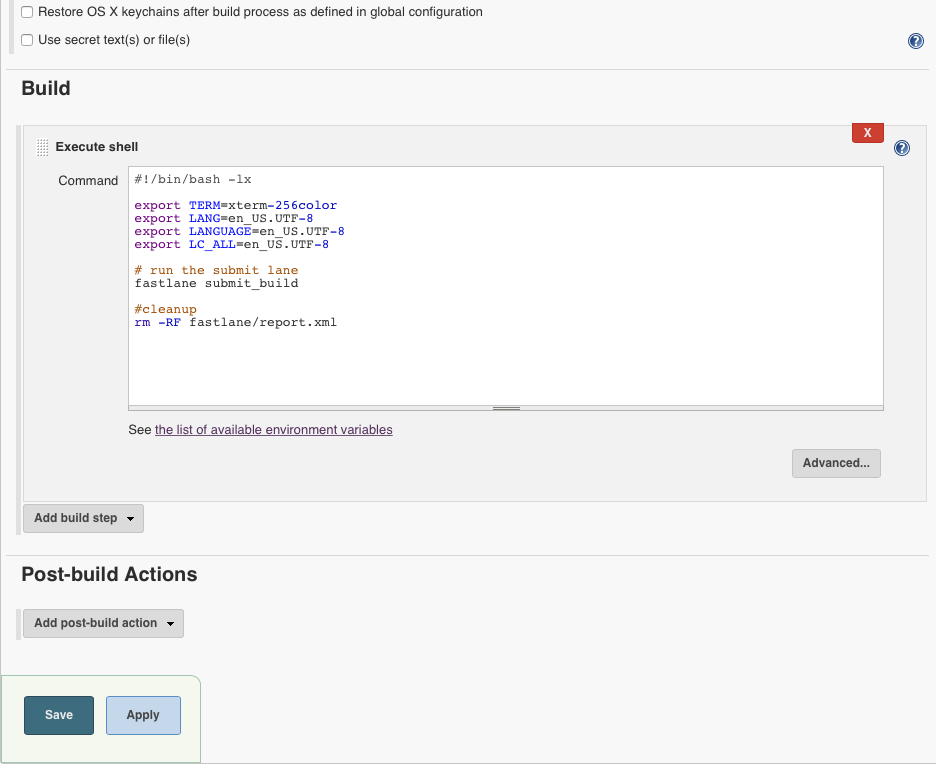 Restore OS X keychains after build process as defined in global configuration
Use secret text(s) or file(s)
?
Build
X
Execute shell
?
Command
#!/bin/bash -lx
export TERM=xterm-256color
export LANG=en_US.UTF-8
export LANGUAGE=en_US.UTF-8
export LC_ALL=en_US.UTF-8
# run the submit lane
fastlane submit_build
#cleanup
rm -RF fastlane/report.xml
See the list of available environment variables
Advanced...
Add build step
Post-build Actions
Add post-build action
Save Apply